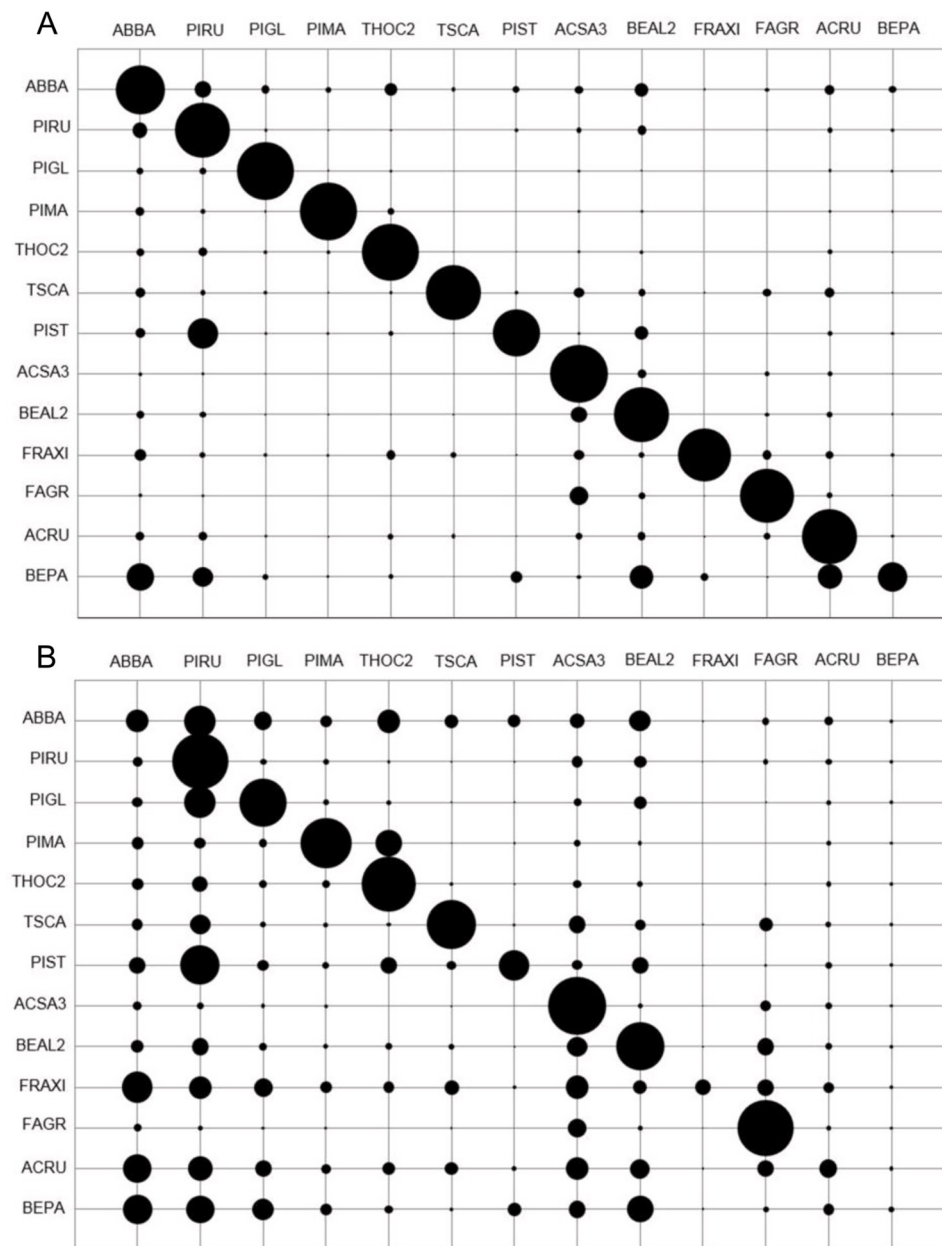 A
ABBA PIRU PIGL PIMA THOC2 TSCA PIST ACSA3 BEAL2 FRAXI FAGR ACRU BEPA
ABBA
PIRU
PIGL
PIMA
THOC2
TSCA
PIST
ACSA3
BEAL2
FRAXI
FAGR
ACRU
BEPA
B
ABBA PIRU PIGL PIMA THOC2 TSCA PIST ACSA3 BEAL2 FRAXI FAGR ACRU BEPA
ABBA
PIRU
PIGL
PIMA
THOC2
TSCA
PIST
ACSA3
BEAL2
FRAXI
FAGR
ACRU
BEPA